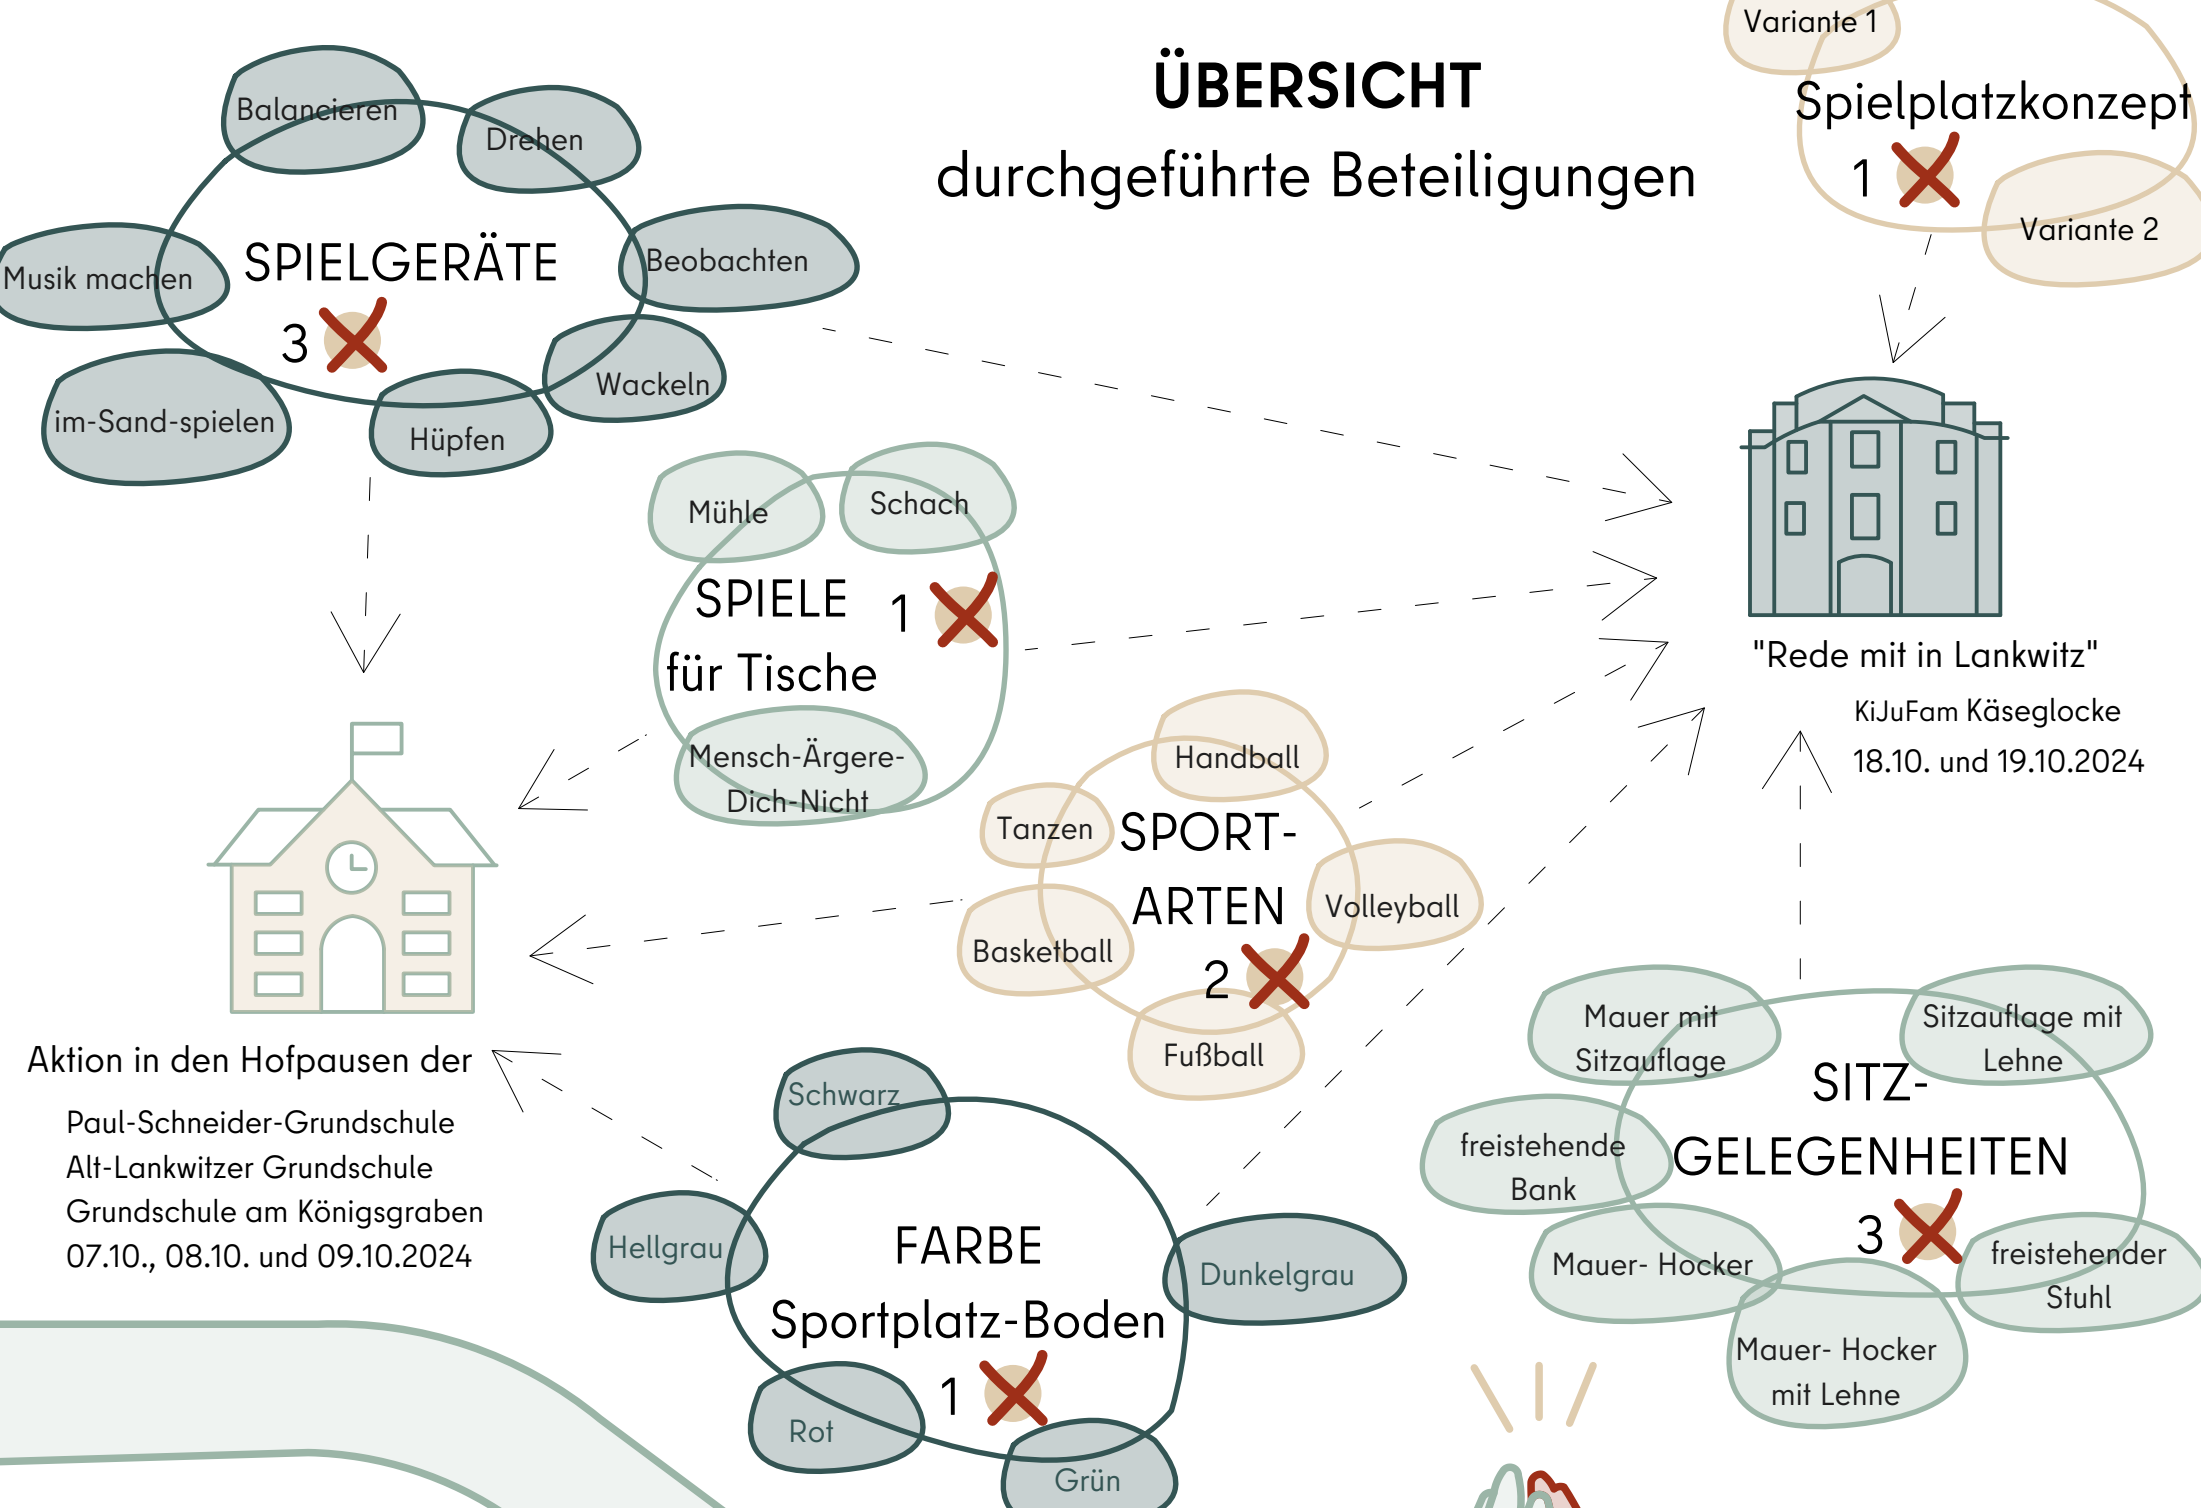 ÜBERSICHT
durchgeführte Beteiligungen
Variante 1
Spielplatzkonzept
1
Variante 2
Balancieren
Drehen
Musik machen
SPIELGERÄTE
Beobachten
3
Wackeln
im-Sand-spielen
Hüpfen
Mühle
Schach
SPIELE
1
für Tische
Mensch-Ärgere-
Dich-Nicht
"Rede mit in Lankwitz"
KiJuFam Käseglocke
18.10. und 19.10.2024
Handball
Tanzen
SPORT-
ARTEN
Volleyball
Basketball
2
Fußball
Aktion in den Hofpausen der
Paul-Schneider-Grundschule
Alt-Lankwitzer Grundschule
Grundschule am Königsgraben
07.10., 08.10. und 09.10.2024
Schwarz
Hellgrau
FARBE
Sportplatz-Boden
Dunkelgrau
1
Rot
Grün
Mauer mit
Sitzauflage
Sitzauflage mit
Lehne
SITZ-
GELEGENHEITEN
freistehende
Bank
3
Mauer- Hocker
freistehender
Stuhl
Mauer- Hocker
mit Lehne